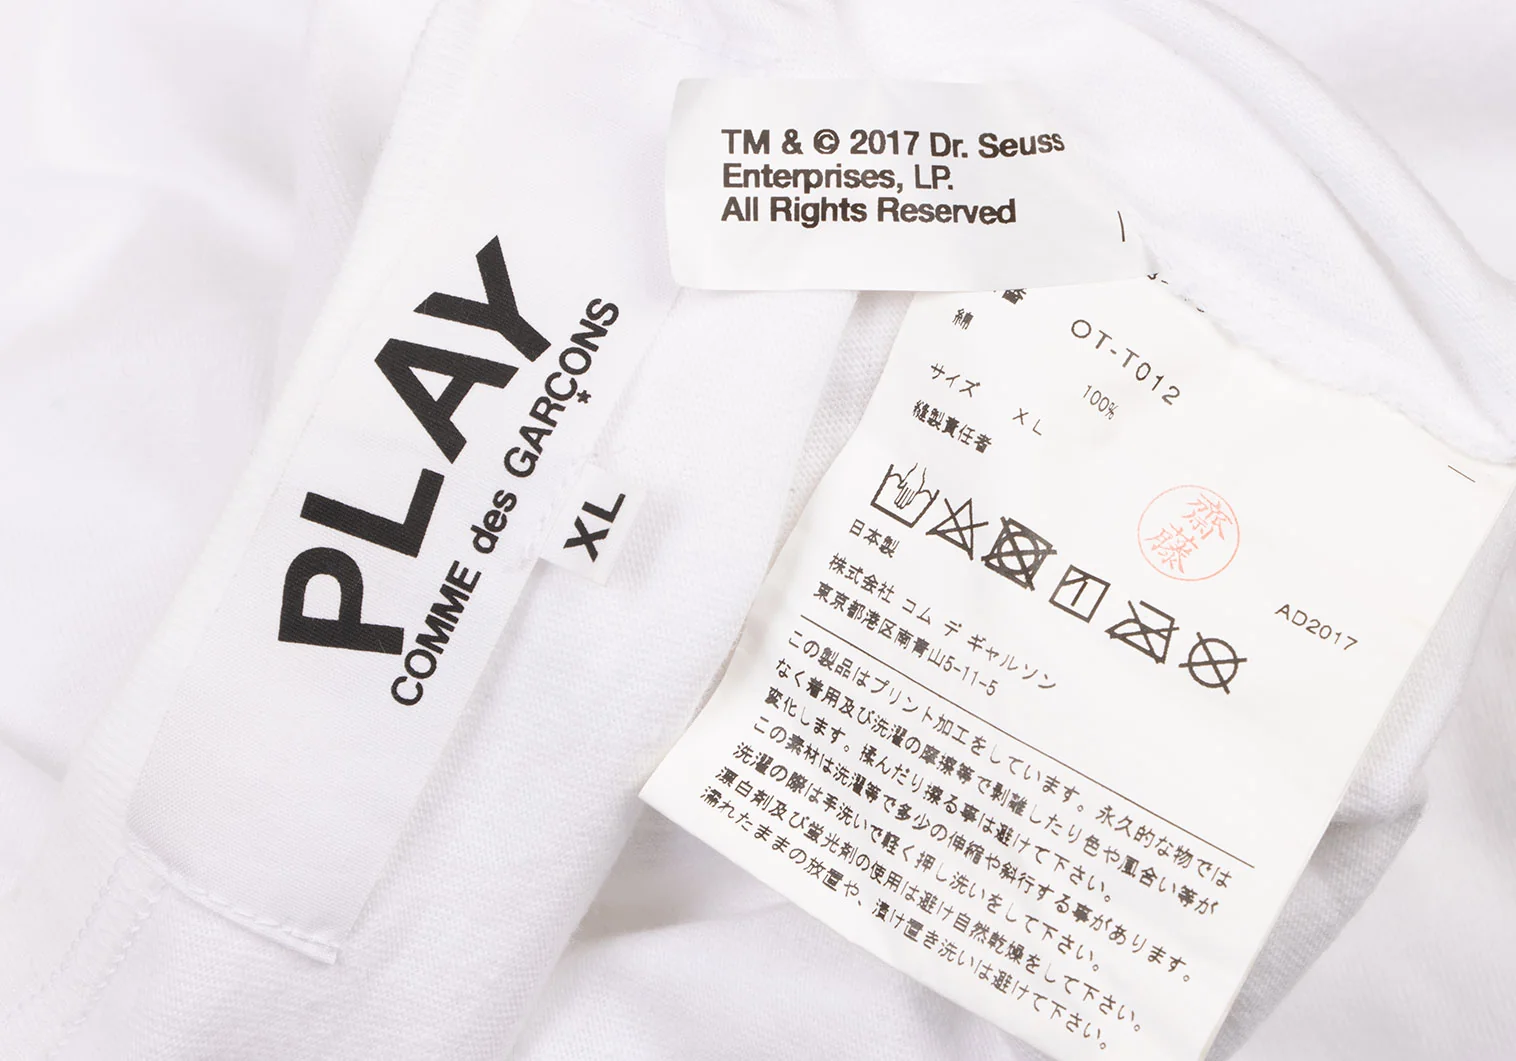 PLAY
COMME des GARÇONS
*
XL
TM & © 2017 Dr. Seuss
Enterprises, LP.
All Rights Reserved
番 OT-T012
綿 100%
サイズ XL
縫製責任者
齋藤
日本製
AD2017
株式会社 コム デ ギャルソン
東京都港区南青山5-11-5
この製品はプリント加工をしています。永久的な物では
なく着用及び洗濯の摩擦等で剥離したり色や風合い等が
変化します。揉んだり擦る事は避けて下さい。
この素材は洗濯等で多少の伸縮や斜行する事があります。
洗濯の際は手洗いで軽く押し洗いをして下さい。
漂白剤及び蛍光剤の使用は避け自然乾燥をして下さい。
濡れたままの放置や、漬け置き洗いは避けて下さい。